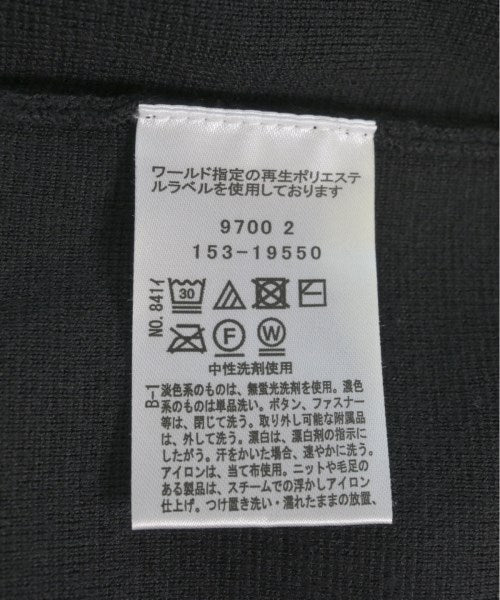 ワールド指定の再生ポリエステ
ルラベルを使用しております
9700 2
153-19550
NO.841イ
30
F W
中性洗剤使用
B-1
淡色系のものは、無蛍光洗剤を使用。濃色
系のものは単品洗い。ボタン、ファスナー
等は、閉じて洗う。取り外し可能な附属品
は、外して洗う。漂白は、漂白剤の指示に
したがう。汗をかいた場合、速やかに洗う。
アイロンは、当て布使用。ニットや毛足の
ある製品は、スチームでの浮かしアイロン
仕上げ。つけ置き洗い・濡れたままの放置、